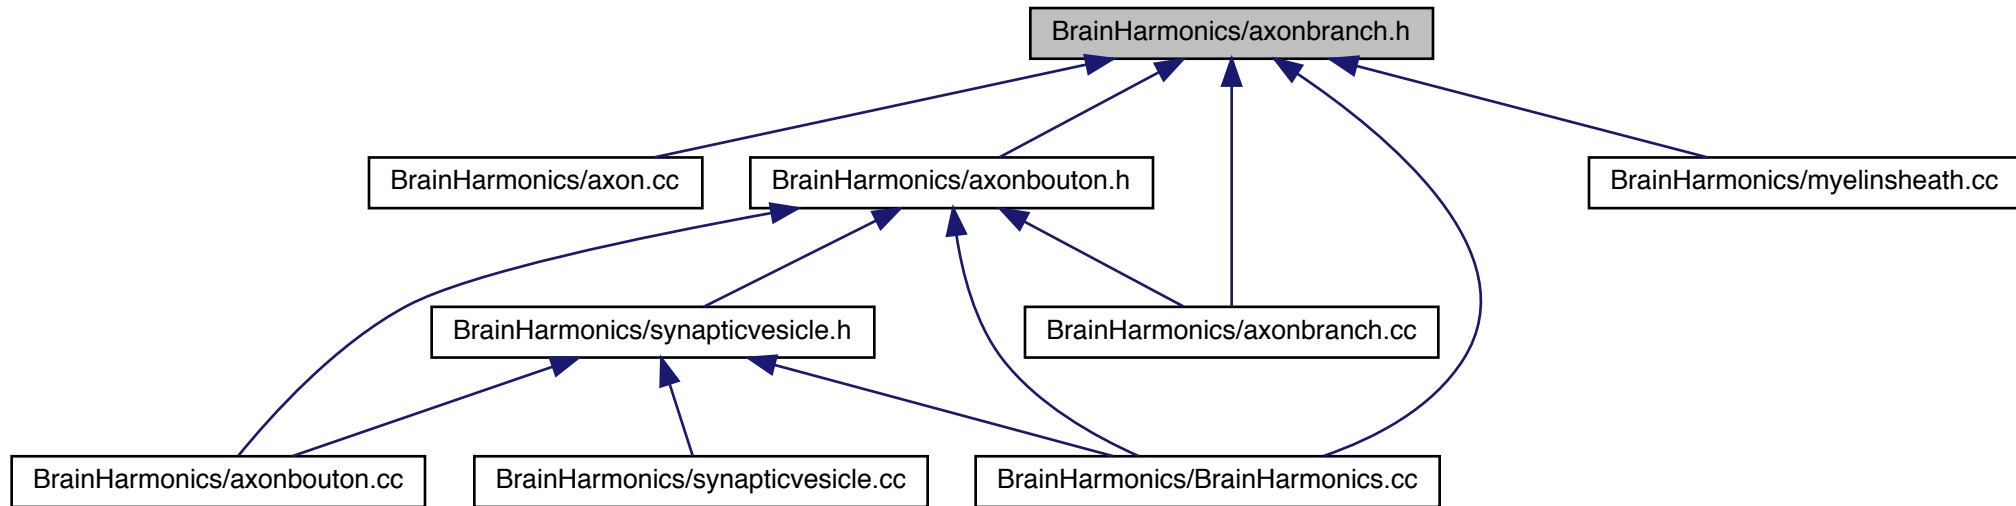 BrainHarmonics/axonbranch.h
BrainHarmonics/axon.cc
BrainHarmonics/axonbouton.h
BrainHarmonics/myelinsheath.cc
BrainHarmonics/synapticvesicle.h
BrainHarmonics/axonbranch.cc
BrainHarmonics/axonbouton.cc
BrainHarmonics/synapticvesicle.cc
BrainHarmonics/BrainHarmonics.cc